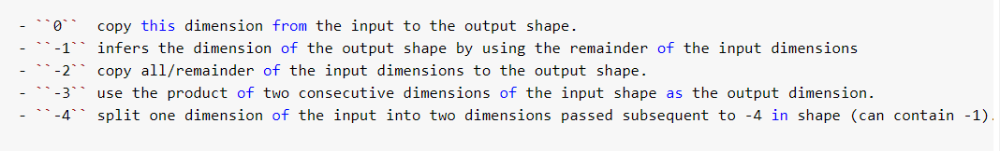 - ``0``  copy this dimension from the input to the output shape.
- ``-1`` infers the dimension of the output shape by using the remainder of the input dimensions
- ``-2`` copy all/remainder of the input dimensions to the output shape.
- ``-3`` use the product of two consecutive dimensions of the input shape as the output dimension.
- ``-4`` split one dimension of the input into two dimensions passed subsequent to -4 in shape (can contain -1).